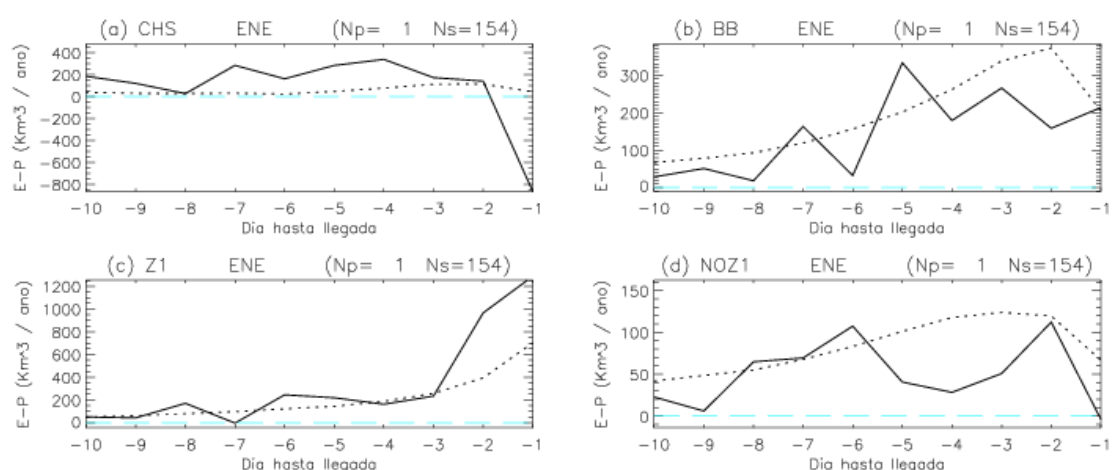 (a) CHS ENE (Np= 1 Ns=154)
E-P (Km^3 / ano)
400
200
0
-200
-400
-600
-800
-10 -9 -8 -7 -6 -5 -4 -3 -2 -1
Dia hasta llegada
(b) BB ENE (Np= 1 Ns=154)
E-P (Km^3 / ano)
300
200
100
0
-10 -9 -8 -7 -6 -5 -4 -3 -2 -1
Dia hasta llegada
(c) Z1 ENE (Np= 1 Ns=154)
E-P (Km^3 / ano)
1200
1000
800
600
400
200
0
-10 -9 -8 -7 -6 -5 -4 -3 -2 -1
Dia hasta llegada
(d) NOZ1 ENE (Np= 1 Ns=154)
E-P (Km^3 / ano)
150
100
50
0
-10 -9 -8 -7 -6 -5 -4 -3 -2 -1
Dia hasta llegada